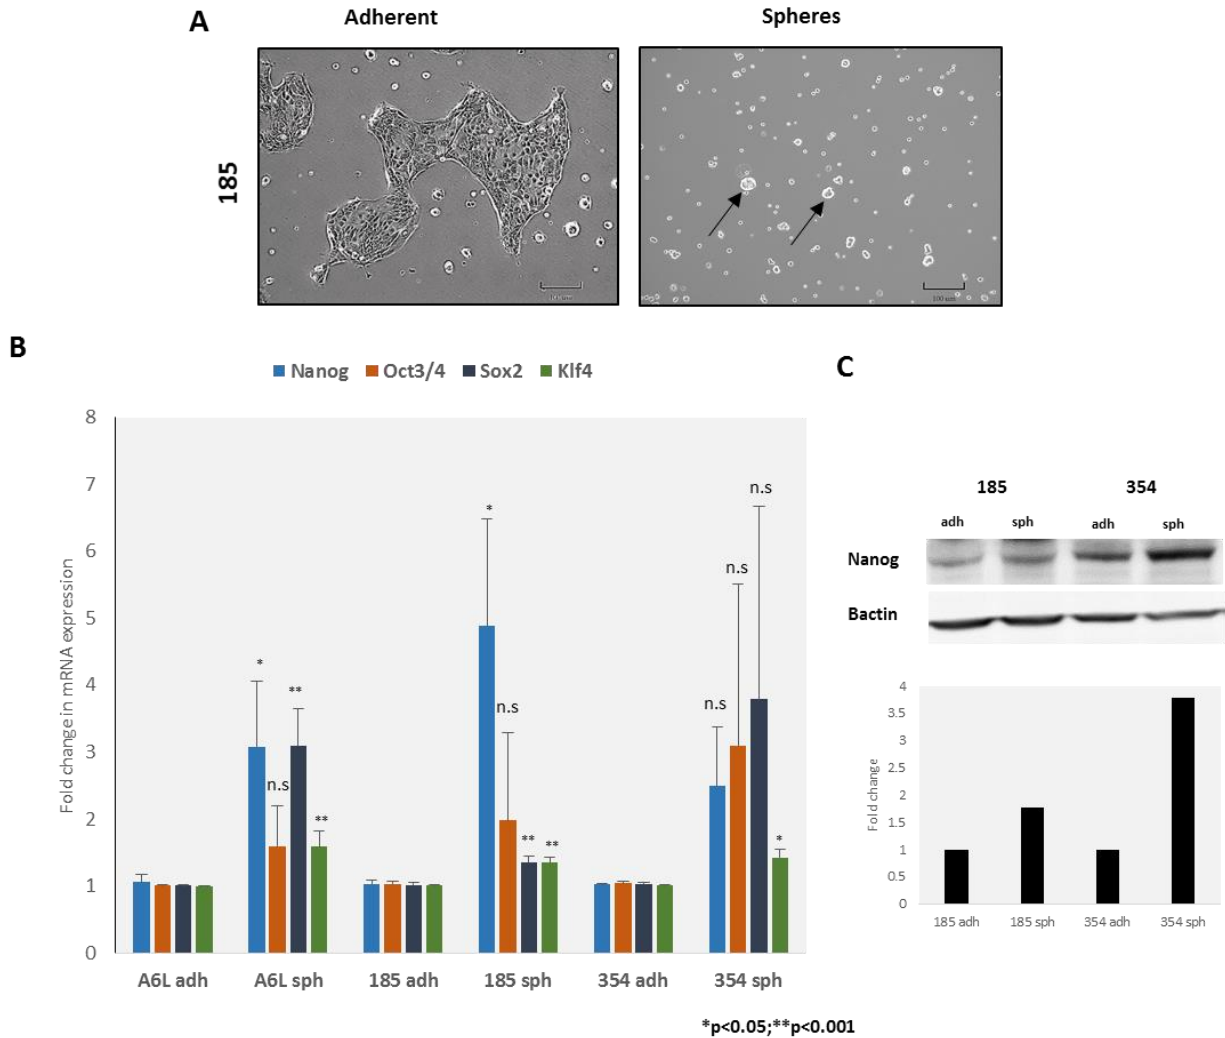 A
Adherent
Spheres
185
100 um
B
Nanog Oct3/4 Sox2 Klf4
Fold change in mRNA expression
8
7
6
5
4
3
2
1
0
*
n.s
**
**
*
n.s
**
**
n.s
n.s
n.s
*
A6L adh A6L sph 185 adh 185 sph 354 adh 354 sph
*p<0.05;**p<0.001
C
185 354
adh sph adh sph
Nanog
Bactin
Fold change
4
3.5
3
2.5
2
1.5
1
0.5
0
185 adh 185 sph 354 adh 354 sph